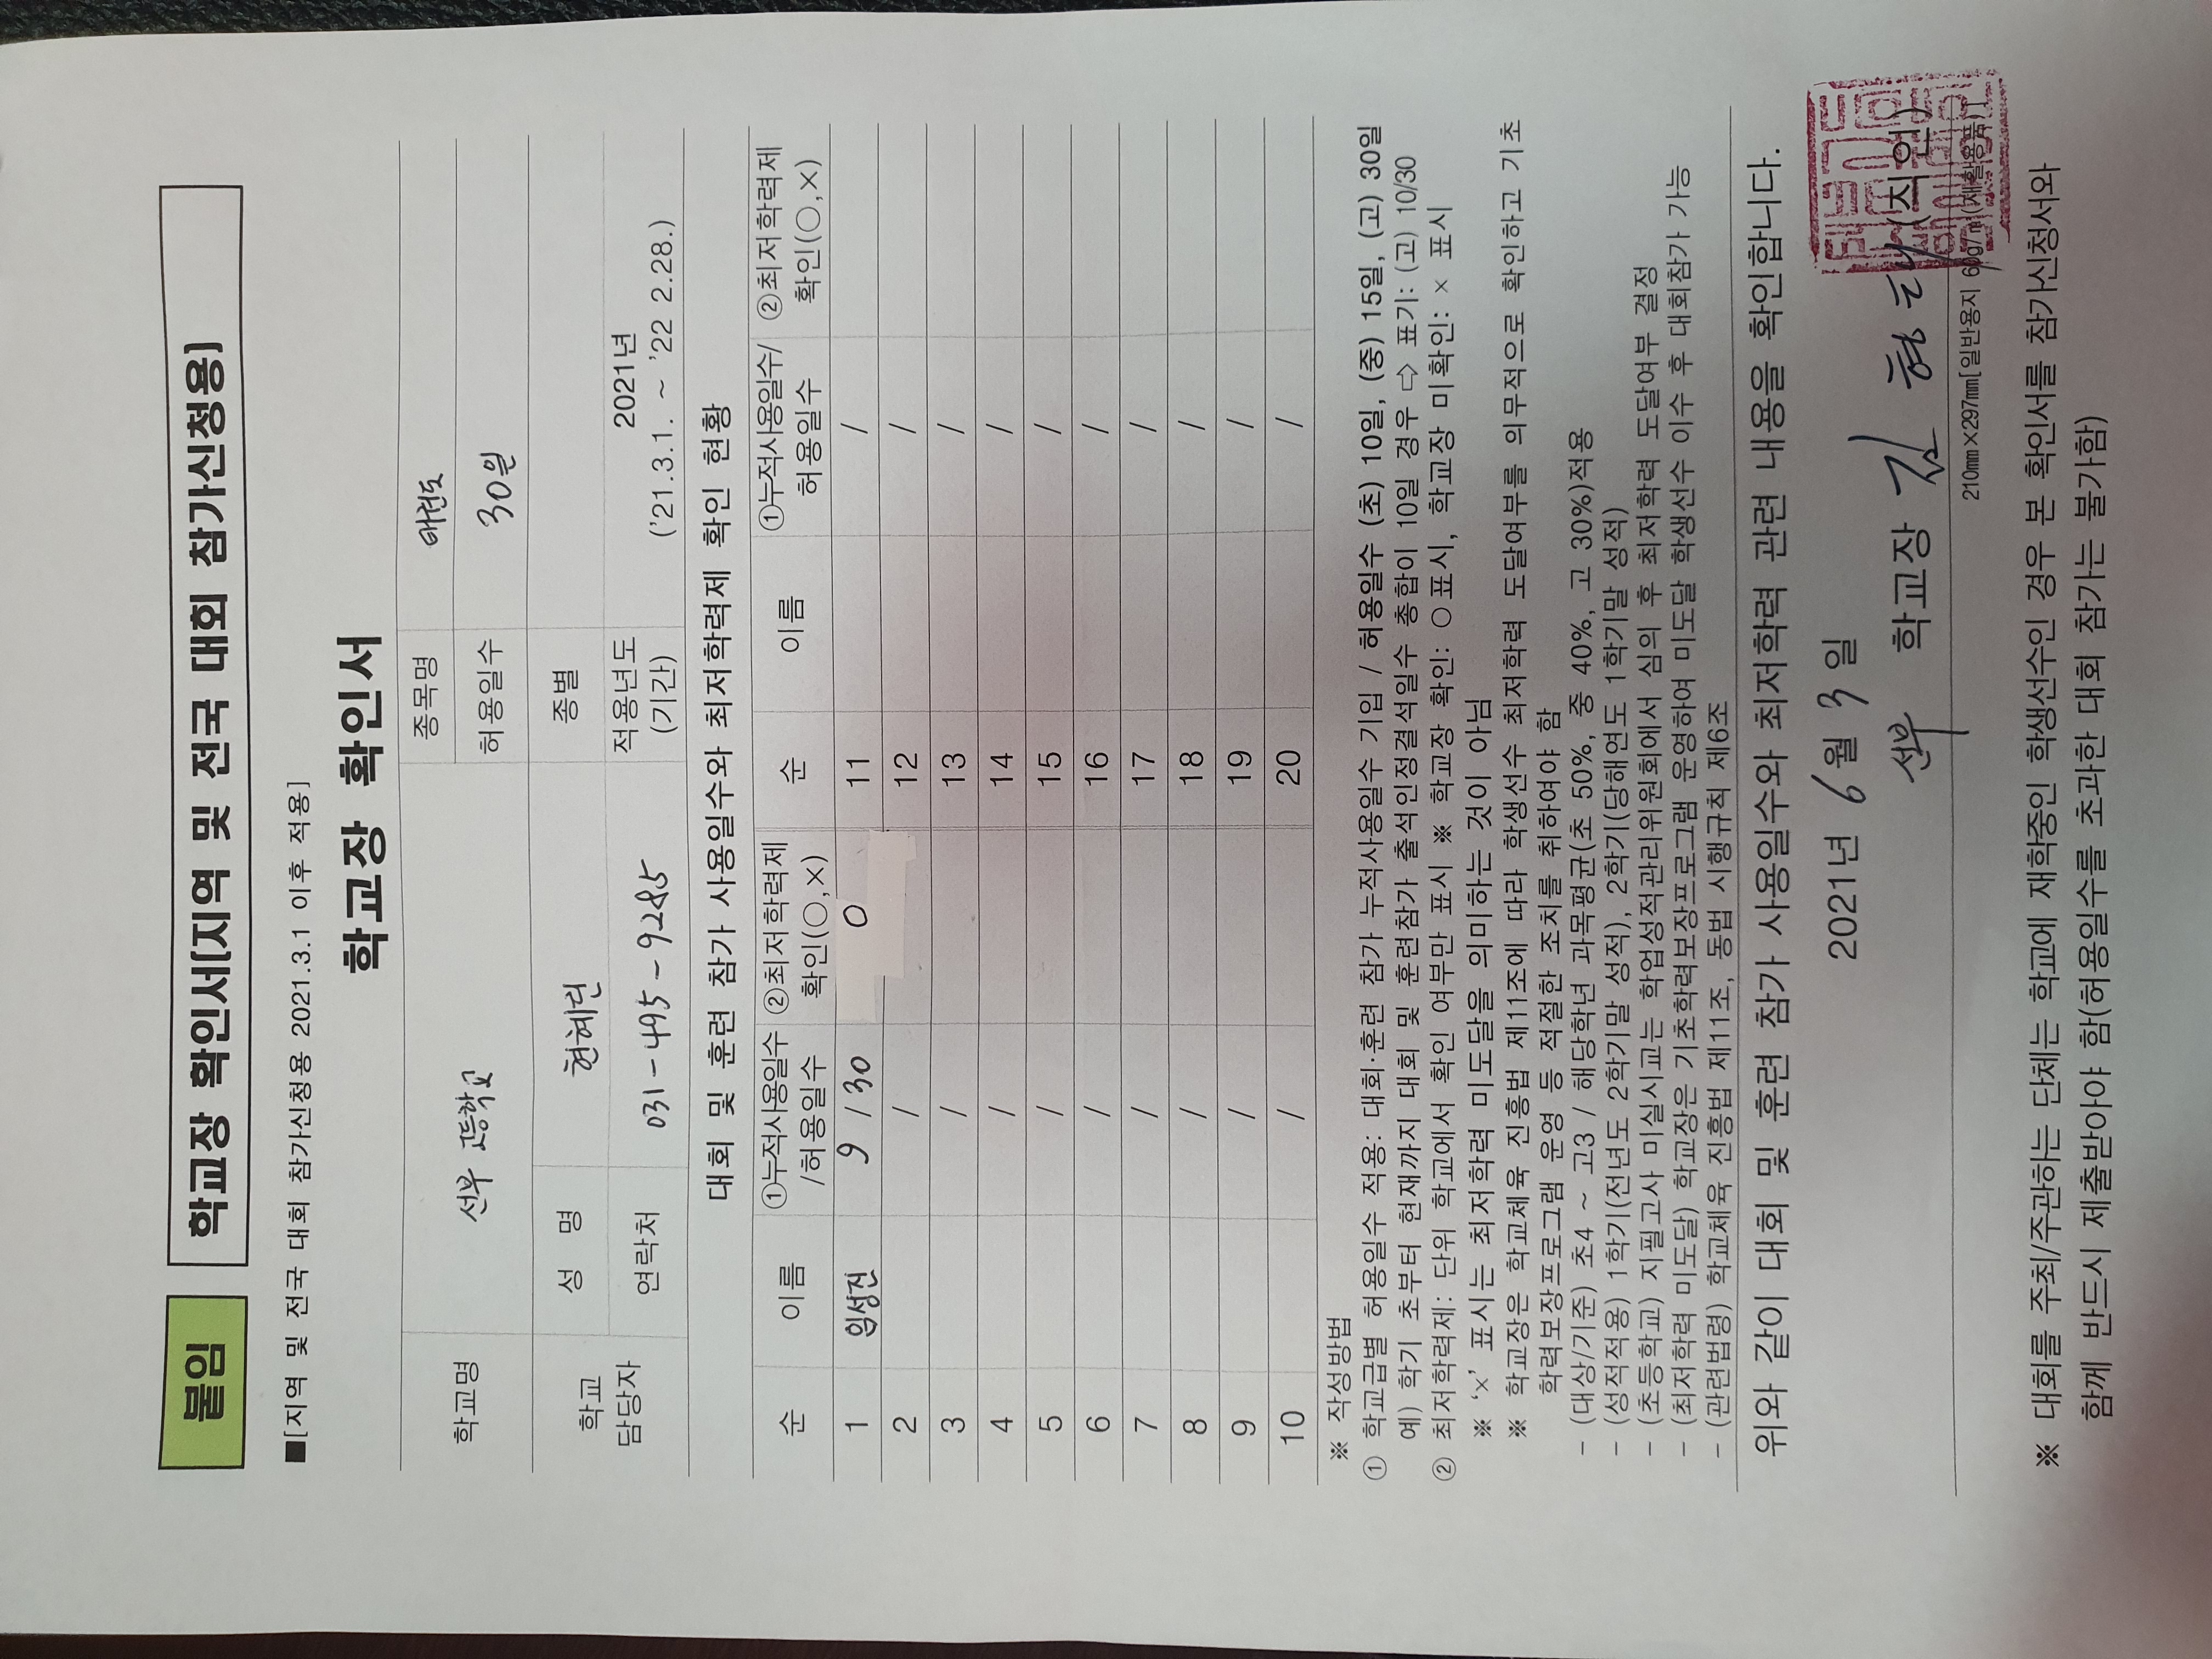 붙임
학교장 확인서[지역 및 전국 대회 참가신청용]
■[지역 및 전국 대회 참가신청용 2021.3.1 이후 적용]
학교장 확인서
학교명 선부 고등학교 종목명 태권도
허용일수 30일
학교 담당자 성 명 현혜린 종별
연락처 031-495-9285 적용년도 (기간) 2021년 ('21.3.1. ~ '22 2.28.)
대회 및 훈련 참가 사용일수와 최저학력제 확인 현황
순 이름 ①누적사용일수 /허용일수 ②최저학력제 확인(○,×) 순 이름 ①누적사용일수/ 허용일수 ②최저학력제 확인(○,×)
1 임성진 9 / 30 O 11 /
2 / 12 /
3 / 13 /
4 / 14 /
5 / 15 /
6 / 16 /
7 / 17 /
8 / 18 /
9 / 19 /
10 / 20 /
※ 작성방법
① 학교급별 허용일수 적용: 대회·훈련 참가 누적사용일수 기입 / 허용일수 (초) 10일, (중) 15일, (고) 30일
예) 학기 초부터 현재까지 대회 및 훈련참가 출석인정결석일수 총합이 10일 경우 ⇨ 표기: (고) 10/30
② 최저학력제: 단위 학교에서 확인 여부만 표시 ※ 학교장 확인: ○ 표시, 학교장 미확인: × 표시
※ '×' 표시는 최저학력 미도달을 의미하는 것이 아님
※ 학교장은 학교체육 진흥법 제11조에 따라 학생선수 최저학력 도달여부를 의무적으로 확인하고 기초
학력보장프로그램 운영 등 적절한 조치를 취하여야 함
- (대상/기준) 초4 ~ 고3 / 해당학년 과목평균(초 50%, 중 40%, 고 30%)적용
- (성적적용) 1학기(전년도 2학기말 성적), 2학기(당해연도 1학기말 성적)
- (초등학교) 지필고사 미실시교는 학업성적관리위원회에서 심의 후 최저학력 도달여부 결정
- (최저학력 미도달) 학교장은 기초학력보장프로그램 운영하여 미도달 학생선수 이수 후 대회참가 가능
- (관련법령) 학교체육 진흥법 제11조, 동법 시행규칙 제6조
위와 같이 대회 및 훈련 참가 사용일수와 최저학력 관련 내용을 확인합니다.
2021년 6월 3일
선부 학교장 김 현 (직인)
210㎜×297㎜[일반용지 60g/㎡(재활용품)]
※ 대회를 주최/주관하는 단체는 학교에 재학중인 학생선수인 경우 본 확인서를 참가신청서와
함께 반드시 제출받아야 함(허용일수를 초과한 대회 참가는 불가함)